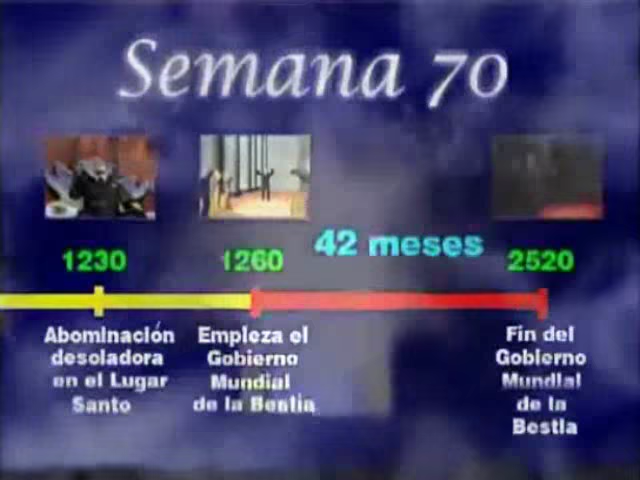 Semana 70
42 meses
1230
1260
2520
Abominación
desoladora
en el Lugar
Santo
Empieza el
Gobierno
Mundial
de la Bestia
Fin del
Gobierno
Mundial
de la
Bestia